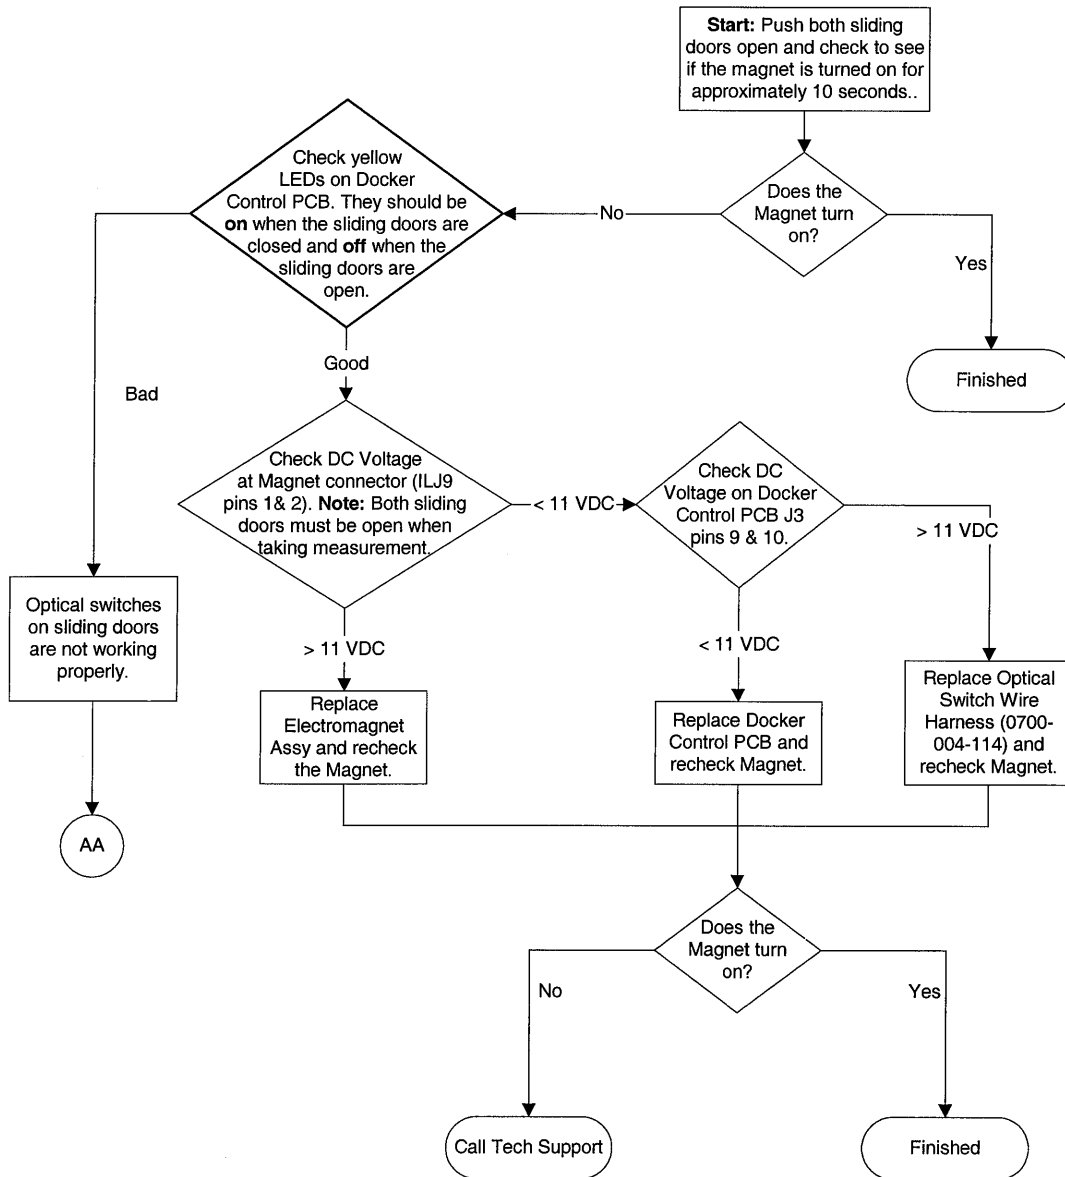 Start: Push both sliding
doors open and check to see
if the magnet is turned on for
approximately 10 seconds..
Does the
Magnet turn
on?
No
Yes
Finished
Check yellow
LEDs on Docker
Control PCB. They should be
on when the sliding doors are
closed and off when the
sliding doors are
open.
Good
Bad
Check DC Voltage
at Magnet connector (ILJ9
pins 1& 2). Note: Both sliding
doors must be open when
taking measurement.
< 11 VDC
Check DC
Voltage on Docker
Control PCB J3
pins 9 & 10.
> 11 VDC
Optical switches
on sliding doors
are not working
properly.
> 11 VDC
< 11 VDC
Replace
Electromagnet
Assy and recheck
the Magnet.
Replace Docker
Control PCB and
recheck Magnet.
Replace Optical
Switch Wire
Harness (0700-
004-114) and
recheck Magnet.
AA
Does the
Magnet turn
on?
No
Yes
Call Tech Support
Finished